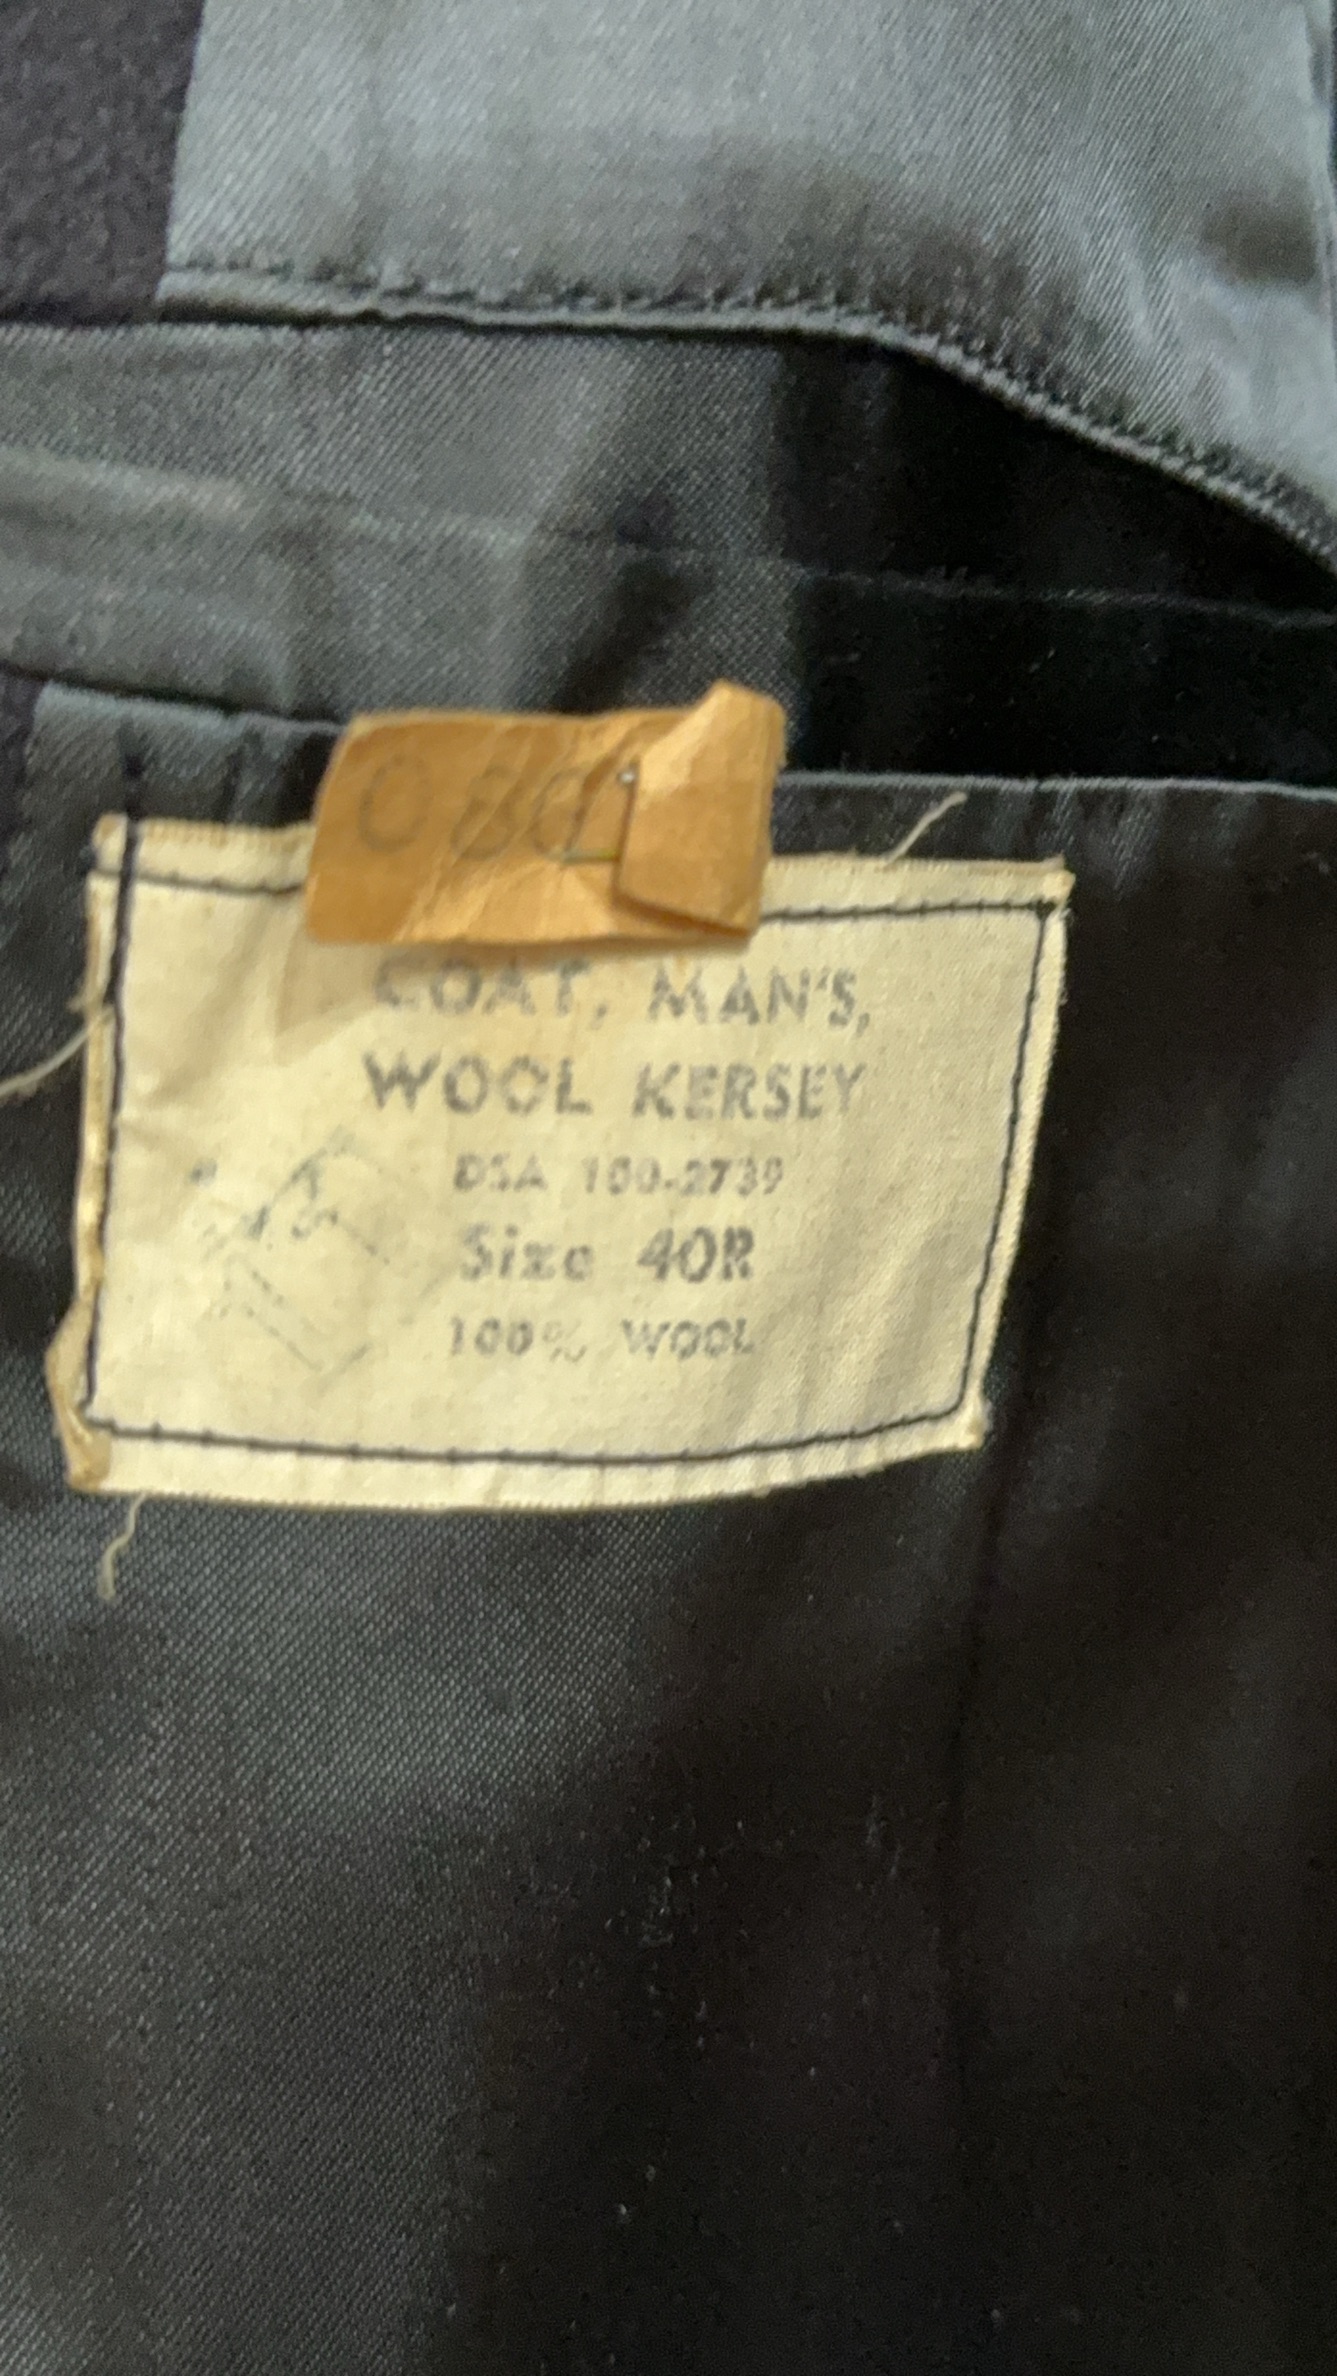 COAT, MAN'S,
WOOL KERSEY
DSA 100-2739
Size 40R
100% WOOL